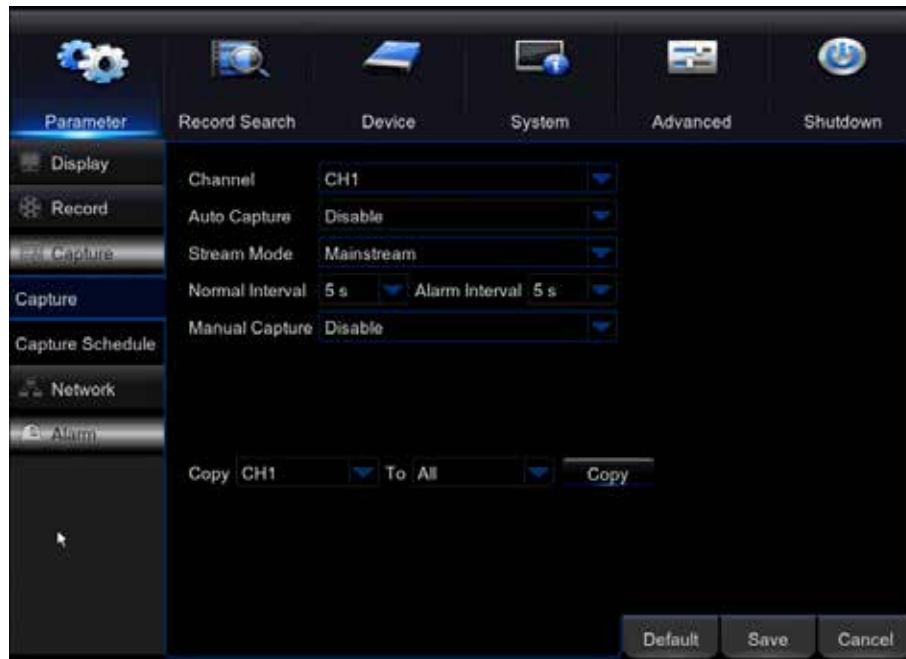 Parameter Record Search Device System Advanced Shutdown
Display
Record
Capture
Capture
Capture Schedule
Network
Alarm
Channel CH1
Auto Capture Disable
Stream Mode Mainstream
Normal Interval 5 s Alarm Interval 5 s
Manual Capture Disable
Copy CH1 To All Copy
Default Save Cancel